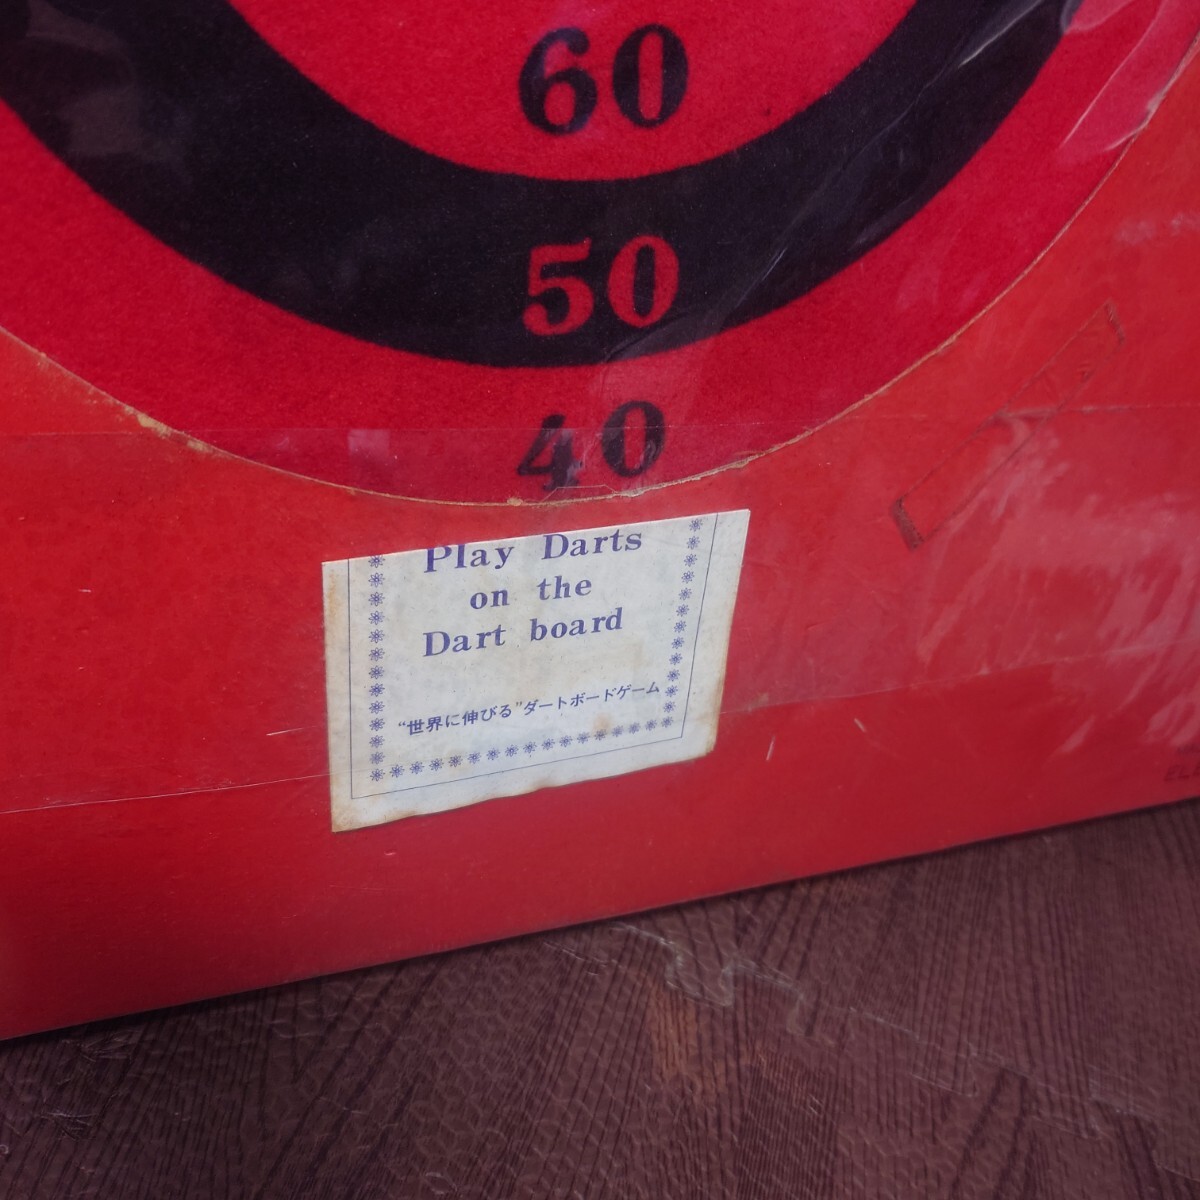 60
50
40
Play Darts
on the
Dart board
“世界に伸びる”ダートボードゲーム